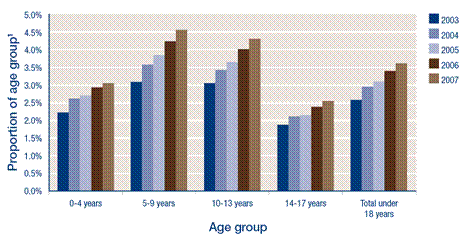 5.0%
4.5%
4.0%
3.5%
3.0%
2.5%
2.0%
1.5%
1.0%
0.5%
0.0%
Proportion of age group¹
0-4 years
5-9 years
10-13 years
14-17 years
Total under
18 years
Age group
2003
2004
2005
2006
2007